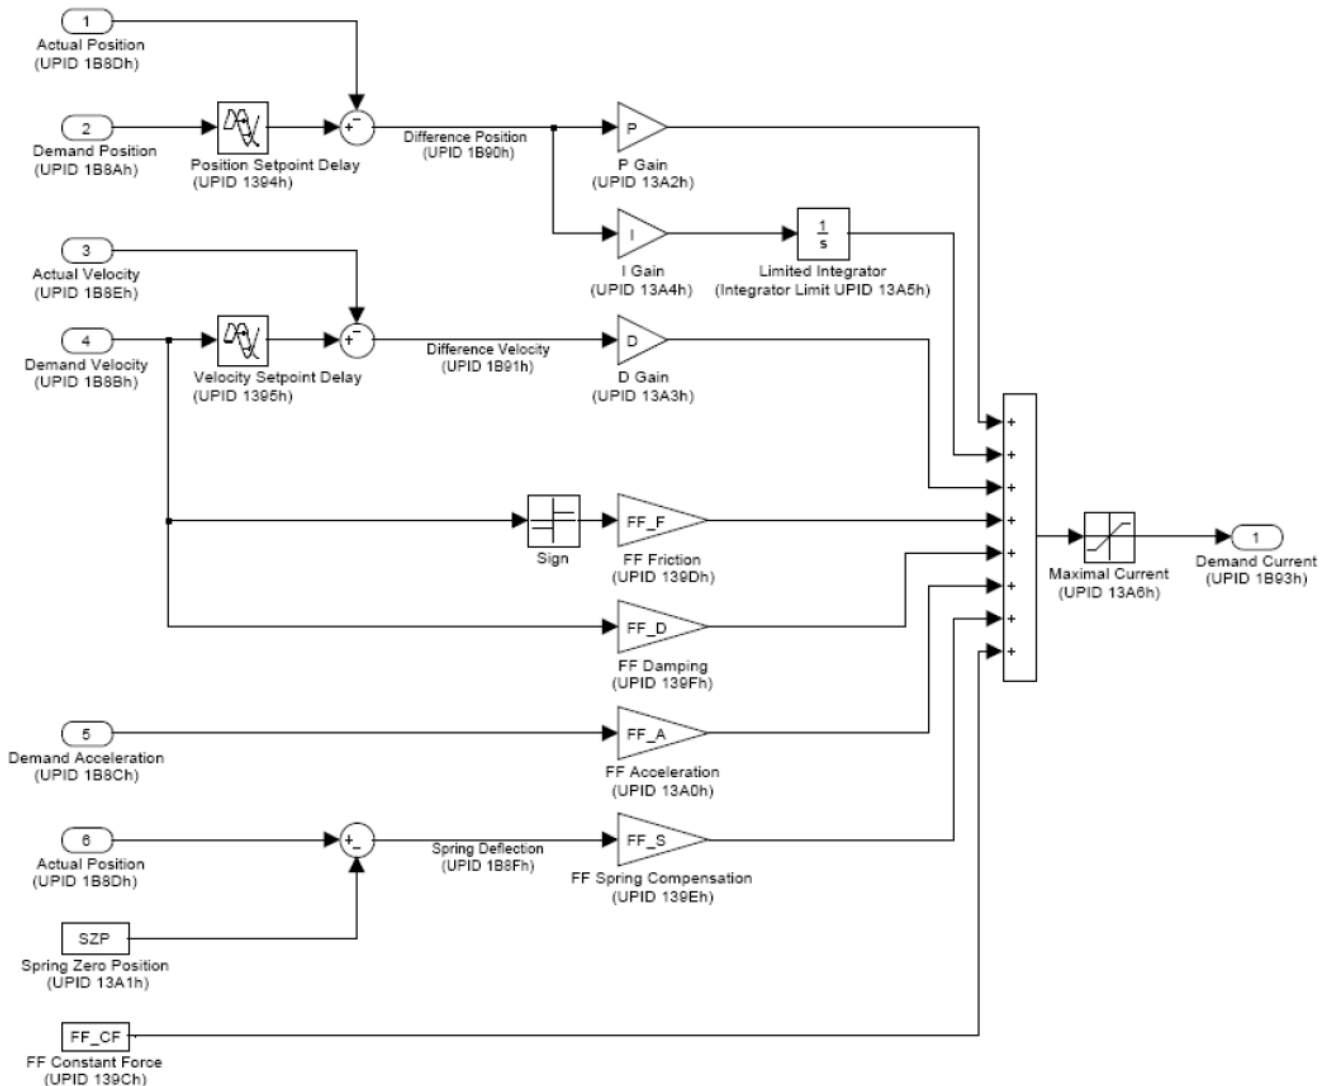 1
Actual Position
(UPID 1B8Dh)
2
Demand Position
(UPID 1B8Ah)
Position Setpoint Delay
(UPID 1394h)
+
-
Difference Position
(UPID 1B90h)
P
P Gain
(UPID 13A2h)
I
I Gain
(UPID 13A4h)
1
s
Limited Integrator
(Integrator Limit UPID 13A5h)
3
Actual Velocity
(UPID 1B8Eh)
4
Demand Velocity
(UPID 1B8Bh)
Velocity Setpoint Delay
(UPID 1395h)
+
-
Difference Velocity
(UPID 1B91h)
D
D Gain
(UPID 13A3h)
Sign
FF_F
FF Friction
(UPID 139Dh)
FF_D
FF Damping
(UPID 139Fh)
5
Demand Acceleration
(UPID 1B8Ch)
FF_A
FF Acceleration
(UPID 13A0h)
6
Actual Position
(UPID 1B8Dh)
+
-
Spring Deflection
(UPID 1B8Fh)
FF_S
FF Spring Compensation
(UPID 139Eh)
SZP
Spring Zero Position
(UPID 13A1h)
FF_CF
FF Constant Force
(UPID 139Ch)
+
+
+
+
+
+
+
+
Maximal Current
(UPID 13A6h)
1
Demand Current
(UPID 1B93h)